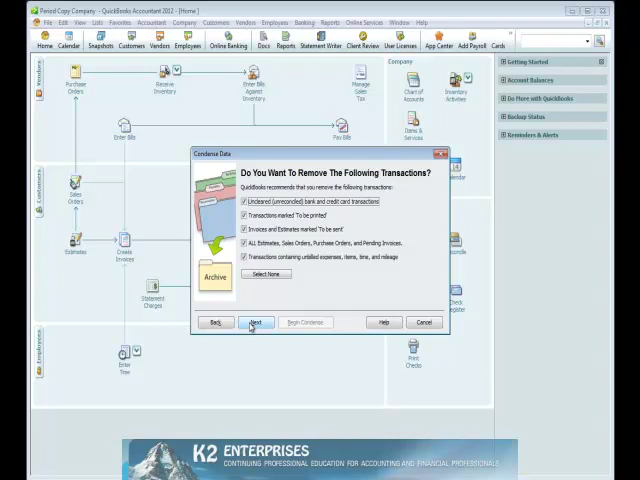 Period Copy Company - QuickBooks Accountant 2012 - [Home]
File Edit View Lists Favorites Accountant Company Customers Vendors Employees Banking Reports Online Services Window Help
Home Calendar Snapshots Customers Vendors Employees Online Banking Docs Reports Statement Writer Client Review User Licenses App Center Add Payroll Cards
Vendors
Purchase Orders
Receive Inventory
Enter Bills Against Inventory
Manage Sales Tax
Enter Bills
Pay Bills
Company
Chart of Accounts
Inventory Activities
Items & Services
Calendar
Getting Started
Account Balances
Do More with QuickBooks
Backup Status
Reminders & Alerts
Condense Data
Do You Want To Remove The Following Transactions?
QuickBooks recommends that you remove the following transactions:
Uncleared (unreconciled) bank and credit card transactions
Transactions marked 'To be printed'
Invoices and Estimates marked 'To be sent'
ALL Estimates, Sales Orders, Purchase Orders, and Pending Invoices.
Transactions containing unbilled expenses, items, time, and mileage
Select None
Archive
Back
Next
Begin Condense
Help
Cancel
Customers
Sales Orders
Estimates
Create Invoices
Statement Charges
Reconcile
Check Register
Print Checks
Employees
Enter Time
K2 ENTERPRISES
CONTINUING PROFESSIONAL EDUCATION FOR ACCOUNTING AND FINANCIAL PROFESSIONALS